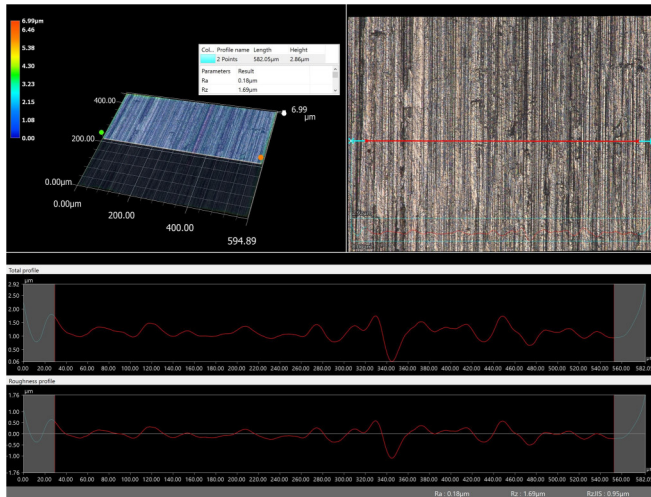 6.99μm
6.46
5.38
4.30
3.23
2.15
1.08
0.00
Col... Profile name Length Height
2 Points 582.05μm 2.86μm
Parameters Result
Ra 0.18μm
Rz 1.69μm
400.00
6.99
μm
200.00
0.00μm
0.00μm
200.00
400.00
594.89
Total profile
μm
2.92
2.50
2.00
1.50
1.00
0.50
0.06
0.00 20.00 40.00 60.00 80.00 100.00 120.00 140.00 160.00 180.00 200.00 220.00 240.00 260.00 280.00 300.00 320.00 340.00 360.00 380.00 400.00 420.00 440.00 460.00 480.00 500.00 520.00 540.00 560.00 582.05
Roughness profile
μm
1.76
1.00
0.50
0.00
-0.50
-1.00
-1.76
0.00 20.00 40.00 60.00 80.00 100.00 120.00 140.00 160.00 180.00 200.00 220.00 240.00 260.00 280.00 300.00 320.00 340.00 360.00 380.00 400.00 420.00 440.00 460.00 480.00 500.00 520.00 540.00 560.00
Ra : 0.18μm Rz : 1.69μm RzJIS : 0.95μm